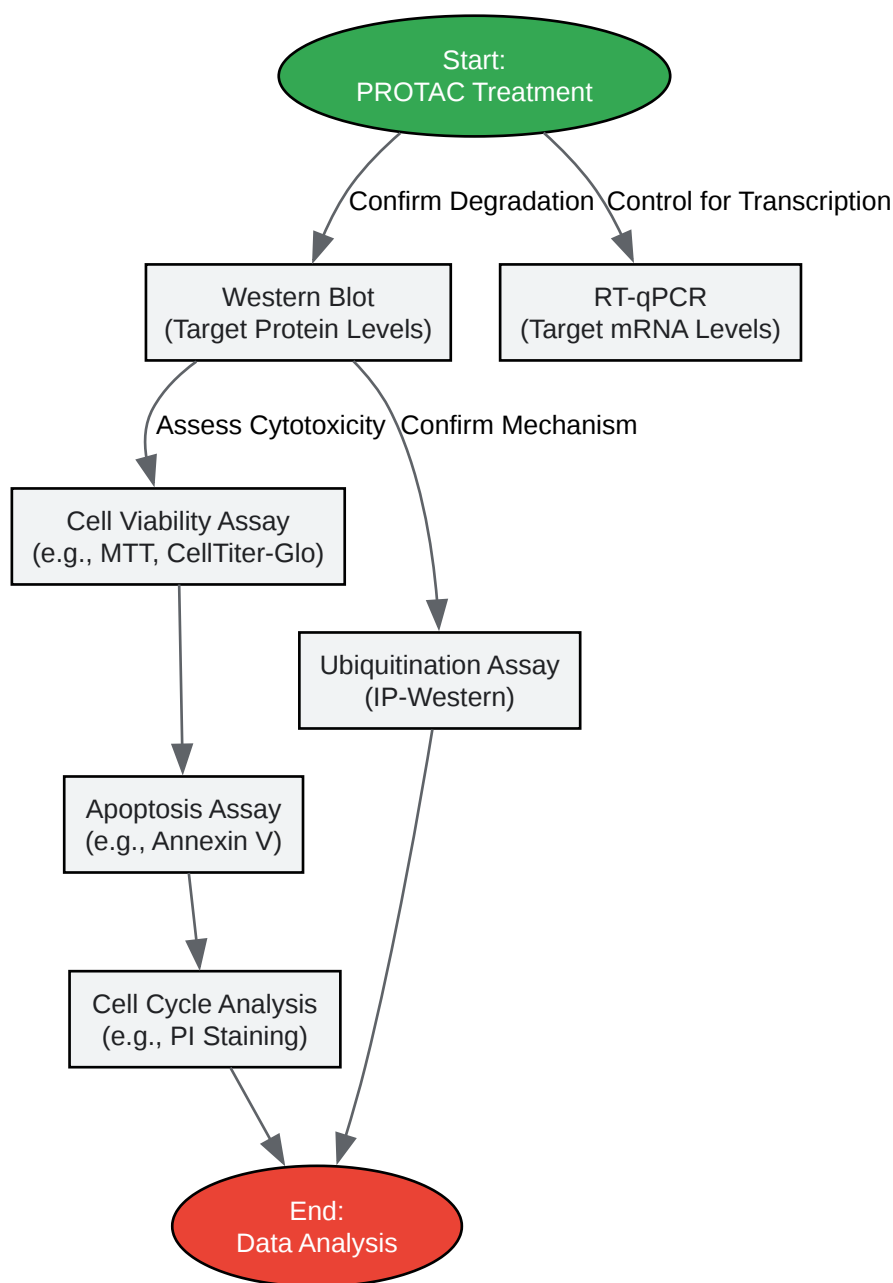 Start:
PROTAC Treatment
Confirm Degradation
Control for Transcription
Western Blot
(Target Protein Levels)
RT-qPCR
(Target mRNA Levels)
Assess Cytotoxicity
Confirm Mechanism
Cell Viability Assay
(e.g., MTT, CellTiter-Glo)
Ubiquitination Assay
(IP-Western)
Apoptosis Assay
(e.g., Annexin V)
Cell Cycle Analysis
(e.g., PI Staining)
End:
Data Analysis